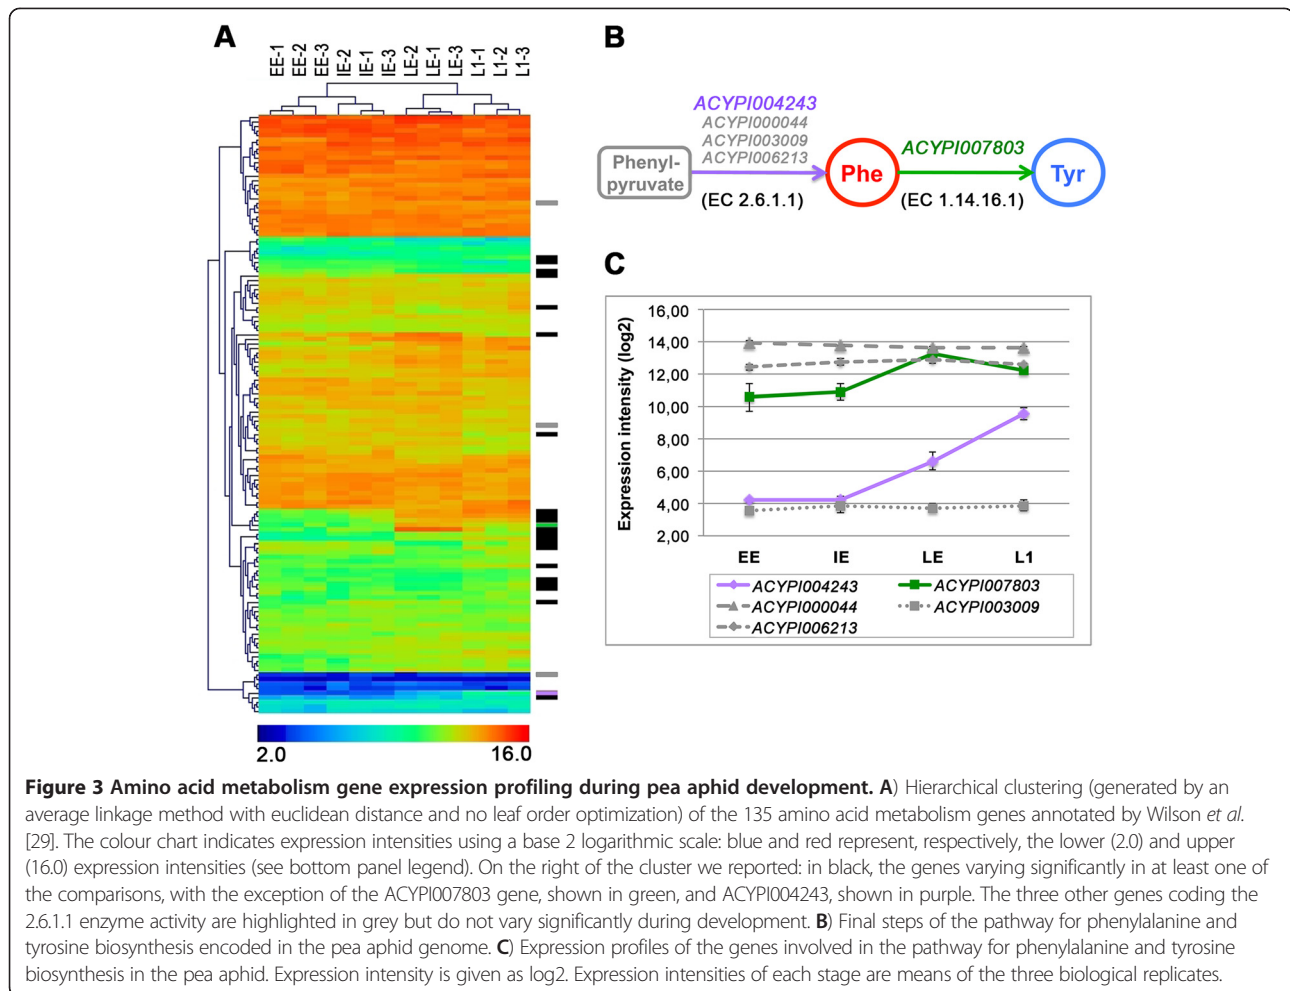 A
EE-1 EE-2 EE-3 IE-2 IE-1 IE-3 LE-2 LE-1 LE-3 L1-1 L1-2 L1-3
2.0 16.0
B
ACYPI004243
ACYPI000044
ACYPI003009
ACYPI006213
Phenyl-
pyruvate
(EC 2.6.1.1)
Phe
ACYPI007803
(EC 1.14.16.1)
Tyr
C
Expression intensity (log2)
16,00
14,00
12,00
10,00
8,00
6,00
4,00
2,00
EE IE LE L1
ACYPI004243 ACYPI007803
ACYPI000044 ACYPI003009
ACYPI006213
Figure 3 Amino acid metabolism gene expression profiling during pea aphid development. A) Hierarchical clustering (generated by an
average linkage method with euclidean distance and no leaf order optimization) of the 135 amino acid metabolism genes annotated by Wilson et al.
[29]. The colour chart indicates expression intensities using a base 2 logarithmic scale: blue and red represent, respectively, the lower (2.0) and upper
(16.0) expression intensities (see bottom panel legend). On the right of the cluster we reported: in black, the genes varying significantly in at least one of
the comparisons, with the exception of the ACYPI007803 gene, shown in green, and ACYPI004243, shown in purple. The three other genes coding the
2.6.1.1 enzyme activity are highlighted in grey but do not vary significantly during development. B) Final steps of the pathway for phenylalanine and
tyrosine biosynthesis encoded in the pea aphid genome. C) Expression profiles of the genes involved in the pathway for phenylalanine and tyrosine
biosynthesis in the pea aphid. Expression intensity is given as log2. Expression intensities of each stage are means of the three biological replicates.